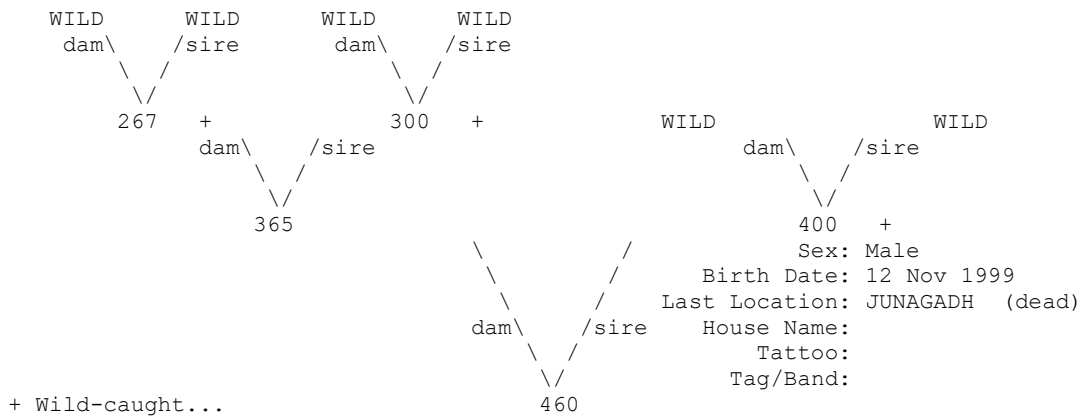 WILD WILD WILD WILD
dam\ /sire dam\ /sire
\ / \ /
\/ \/
267 + 300 + WILD WILD
dam\ /sire dam\ /sire
\ / \ /
\/ \/
365 400 +
\ / Sex: Male
\ / Birth Date: 12 Nov 1999
\ / Last Location: JUNAGADH (dead)
dam\ /sire House Name:
\ / Tattoo:
\/ Tag/Band:
+ Wild-caught... 460